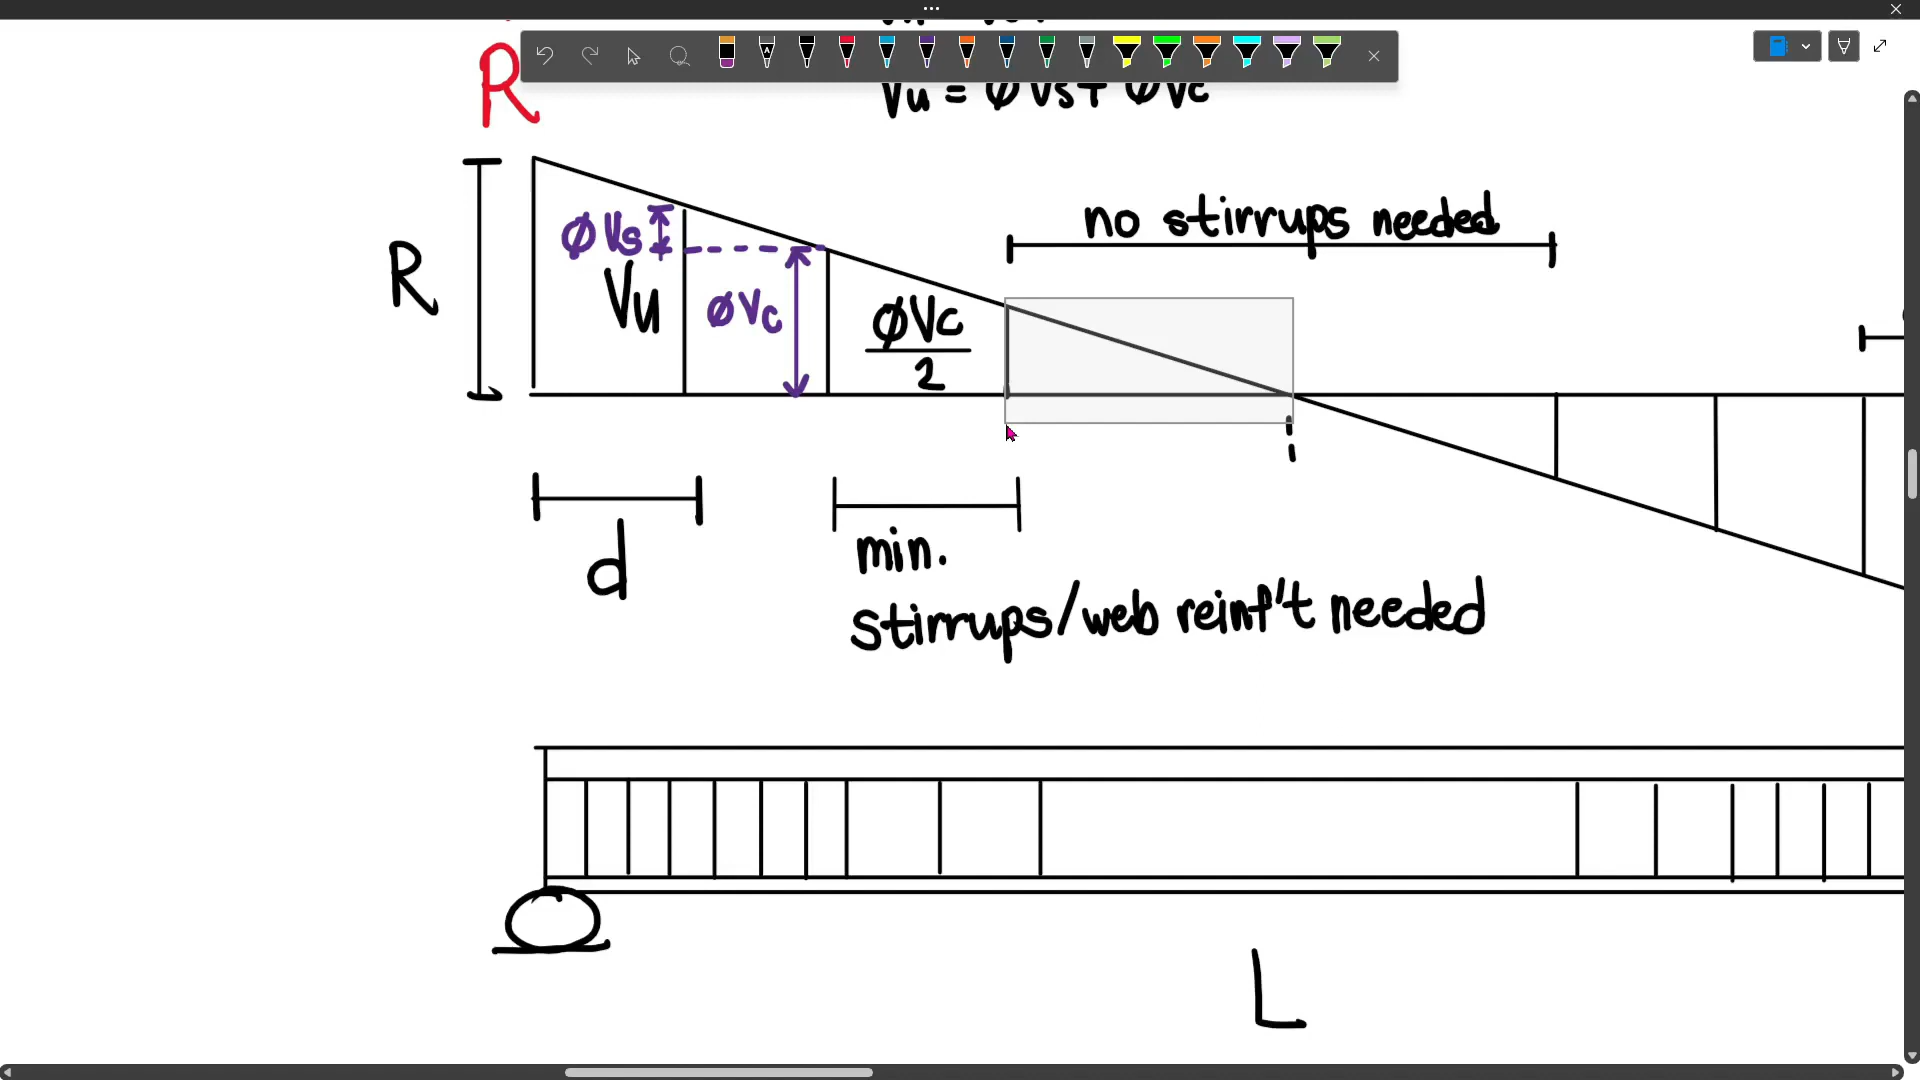 R
Vu = ØVs+ ØVc
no stirrups needed
ØVs
R
Vu
ØVc
ØVc
2
d
min.
stirrups/web reinf't needed
L